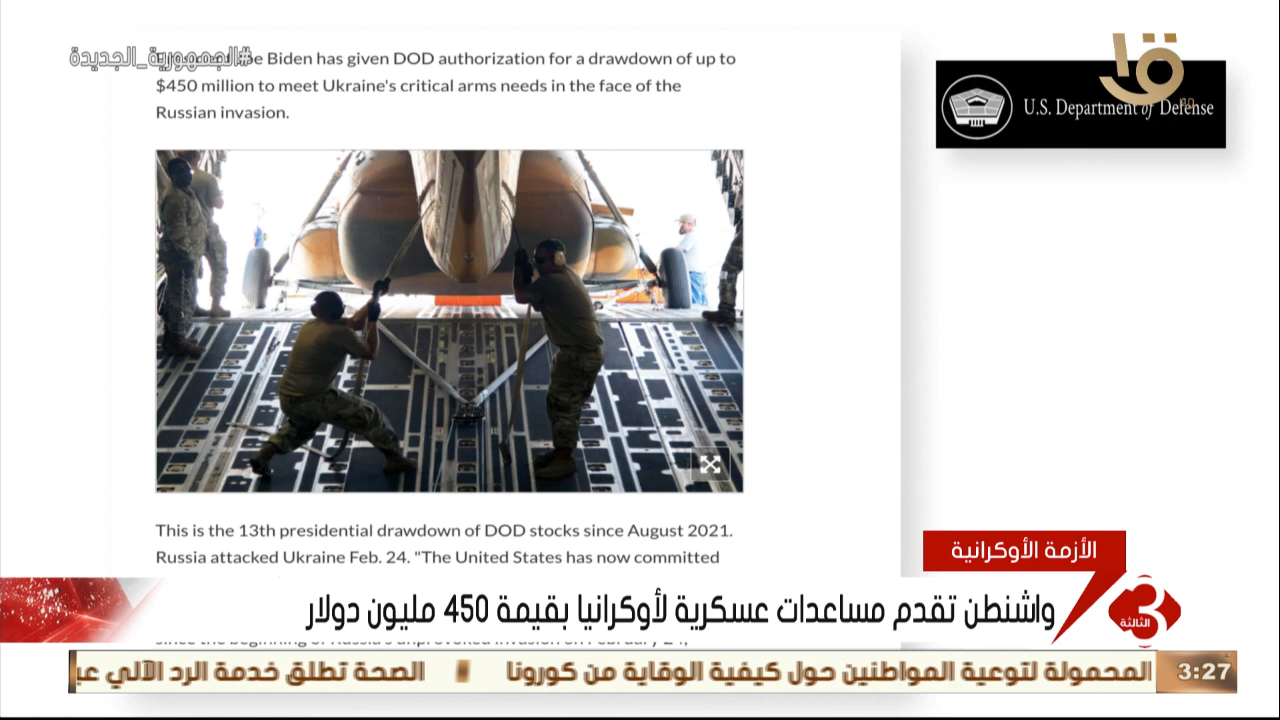 #الجمهورية_الجديدة
Biden has given DOD authorization for a drawdown of up to
$450 million to meet Ukraine's critical arms needs in the face of the
Russian invasion.
U.S. Department of Defense
This is the 13th presidential drawdown of DOD stocks since August 2021.
Russia attacked Ukraine Feb. 24. "The United States has now committed
الأزمة الأوكرانية
واشنطن تقدم مساعدات عسكرية لأوكرانيا بقيمة 450 مليون دولار
3
الثالثة
المحمولة لتوعية المواطنين حول كيفية الوقاية من كورونا
الصحة تطلق خدمة الرد الآلي
3:27